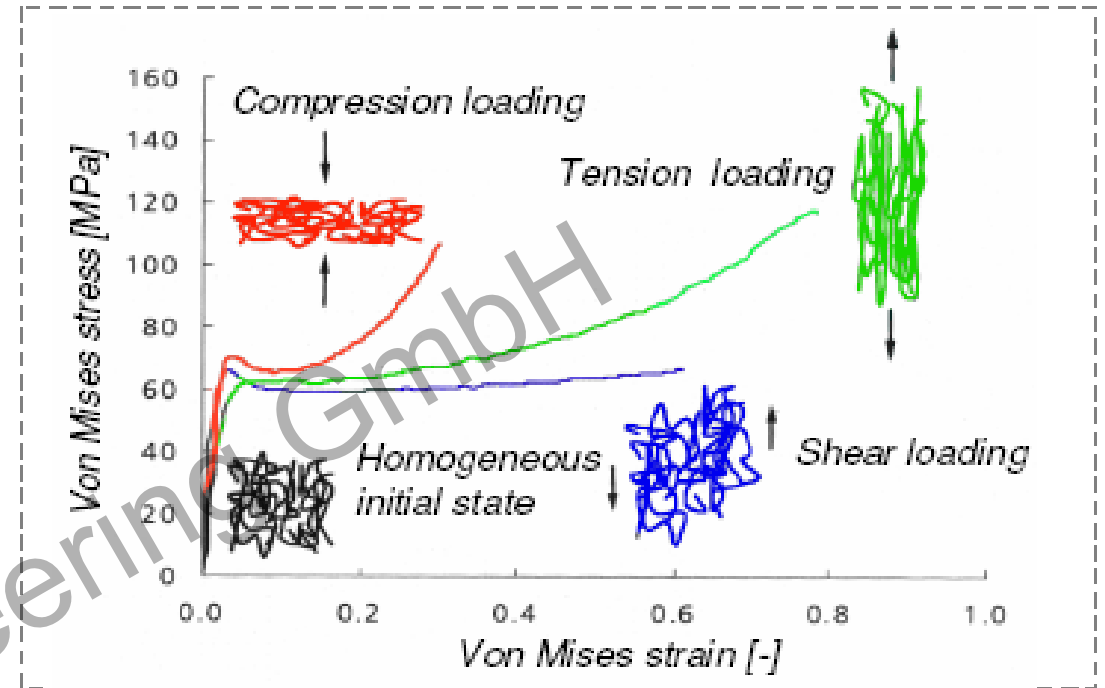 160
Compression loading
140
Tension loading
120
100
80
60
40
20
0
Von Mises stress [MPa]
Homogeneous
initial state
Shear loading
0.0 0.2 0.4 0.6 0.8 1.0
Von Mises strain [-]
eering GmbH